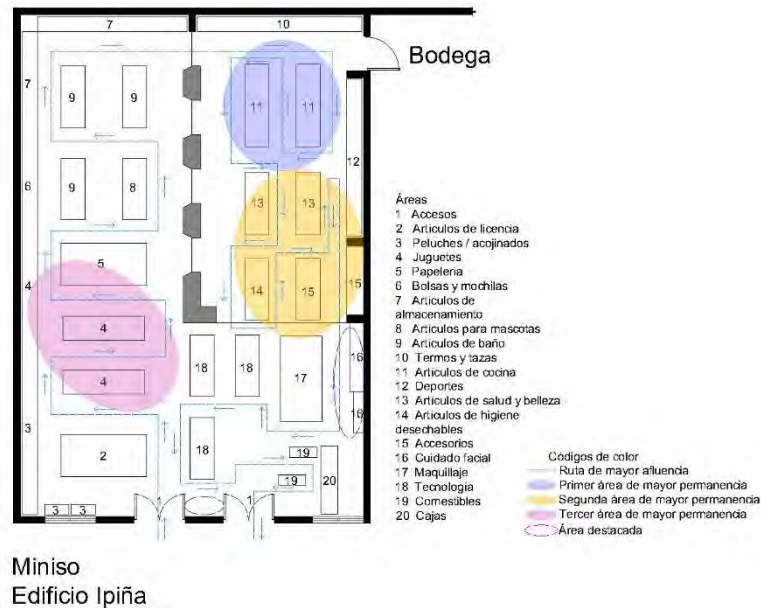 7 10
Bodega
7 9 9 11 11
12
6 9 8 13 13
5
4 14 15 15
4
4
18 18 17 16
16
3 2 18 19
19 20
3 3 1 1
Áreas
1 Accesos
2 Artículos de licencia
3 Peluches / acojinados
4 Juguetes
5 Papelería
6 Bolsas y mochilas
7 Artículos de
almacenamiento
8 Artículos para mascotas
9 Artículos de baño
10 Termos y tazas
11 Artículos de cocina
12 Deportes
13 Artículos de salud y belleza
14 Artículos de higiene
desechables
15 Accesorios
16 Cuidado facial
17 Maquillaje
18 Tecnología
19 Comestibles
20 Cajas
Códigos de color
Ruta de mayor afluencia
Primer área de mayor permanencia
Segunda área de mayor permanencia
Tercer área de mayor permanencia
Área destacada
Miniso
Edificio Ipiña